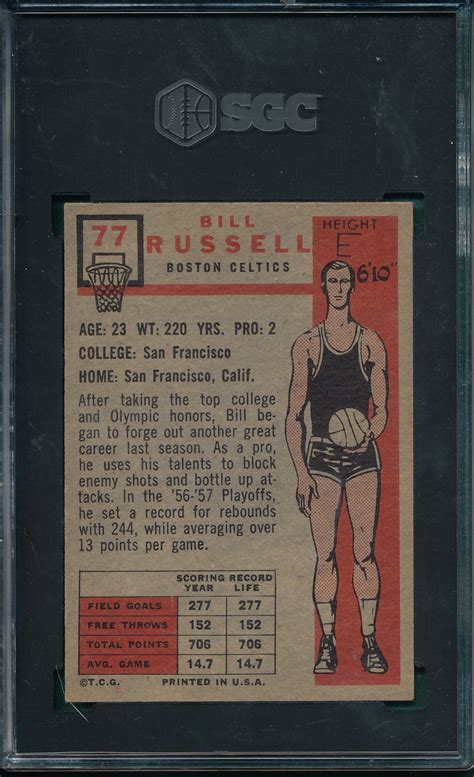 SGC
77
BILL
RUSSELL
BOSTON CELTICS
HEIGHT
E
6'10"
AGE: 23 WT: 220 YRS. PRO: 2
COLLEGE: San Francisco
HOME: San Francisco, Calif.
After taking the top college
and Olympic honors, Bill be-
gan to forge out another great
career last season. As a pro,
he uses his talents to block
enemy shots and bottle up at-
tacks. In the '56-'57 Playoffs,
he set a record for rebounds
with 244, while averaging over
13 points per game.
SCORING RECORD
YEAR LIFE
FIELD GOALS 277 277
FREE THROWS 152 152
TOTAL POINTS 706 706
AVG. GAME 14.7 14.7
©T.C.G. PRINTED IN U.S.A.